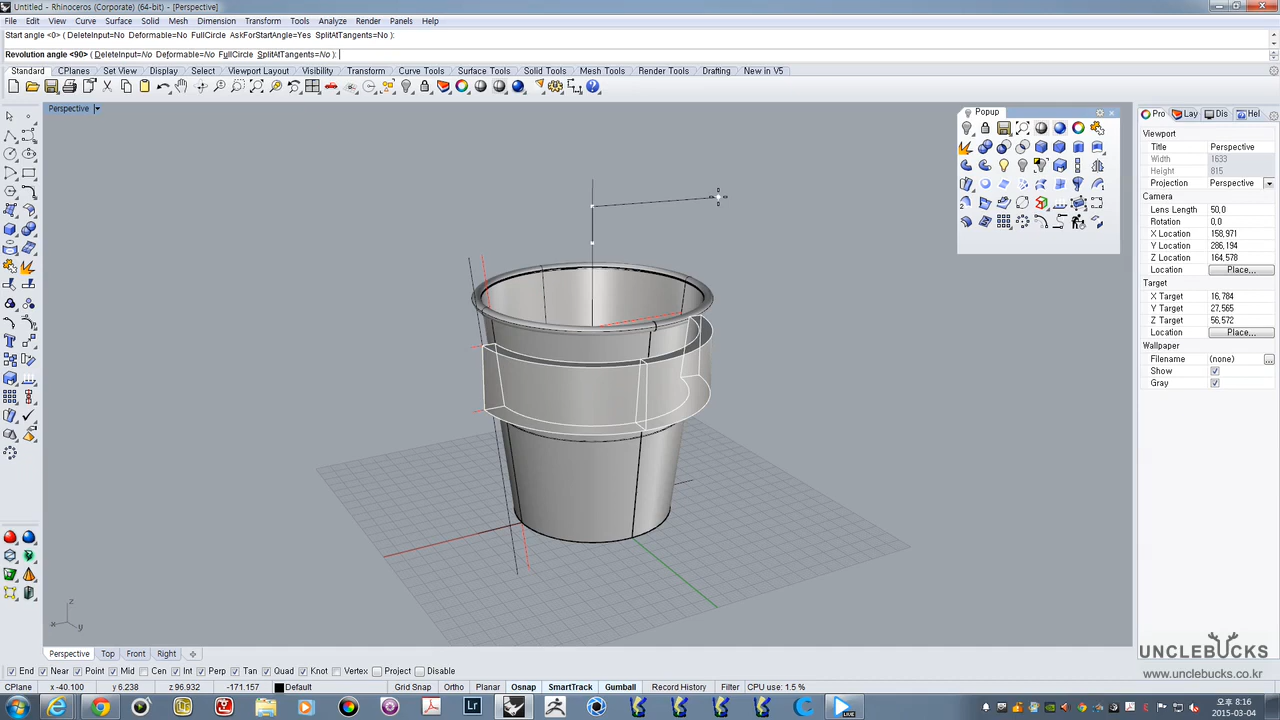 Untitled - Rhinoceros (Corporate) (64-bit) - [Perspective]
File Edit View Curve Surface Solid Mesh Dimension Transform Tools Analyze Render Panels Help
Start angle <0> ( DeleteInput=No Deformable=No FullCircle AskForStartAngle=Yes SplitAtTangents=No ):
Revolution angle <90> ( DeleteInput=No Deformable=No FullCircle SplitAtTangents=No ):
Standard CPlanes Set View Display Select Viewport Layout Visibility Transform Curve Tools Surface Tools Solid Tools Mesh Tools Render Tools Drafting New in V5
Perspective
Popup
Pro Lay Dis Hel
Viewport
Title Perspective
Width 1633
Height 815
Projection Perspective
Camera
Lens Length 50,0
Rotation 0,0
X Location 158,971
Y Location 286,194
Z Location 164,578
Location Place...
Target
X Target 16,784
Y Target 27,565
Z Target 56,572
Location Place...
Wallpaper
Filename (none) ...
Show
Gray
z
x
y
Perspective Top Front Right
End Near Point Mid Cen Int Perp Tan Quad Knot Vertex Project Disable
CPlane x -40.100 y 6.238 z 96.932 -171.157 Default Grid Snap Ortho Planar Osnap SmartTrack Gumball Record History Filter CPU use: 1.5 %
UNCLEBUCKS
www.unclebucks.co.kr
Lr
LIVE
오후 8:16
2015-03-04